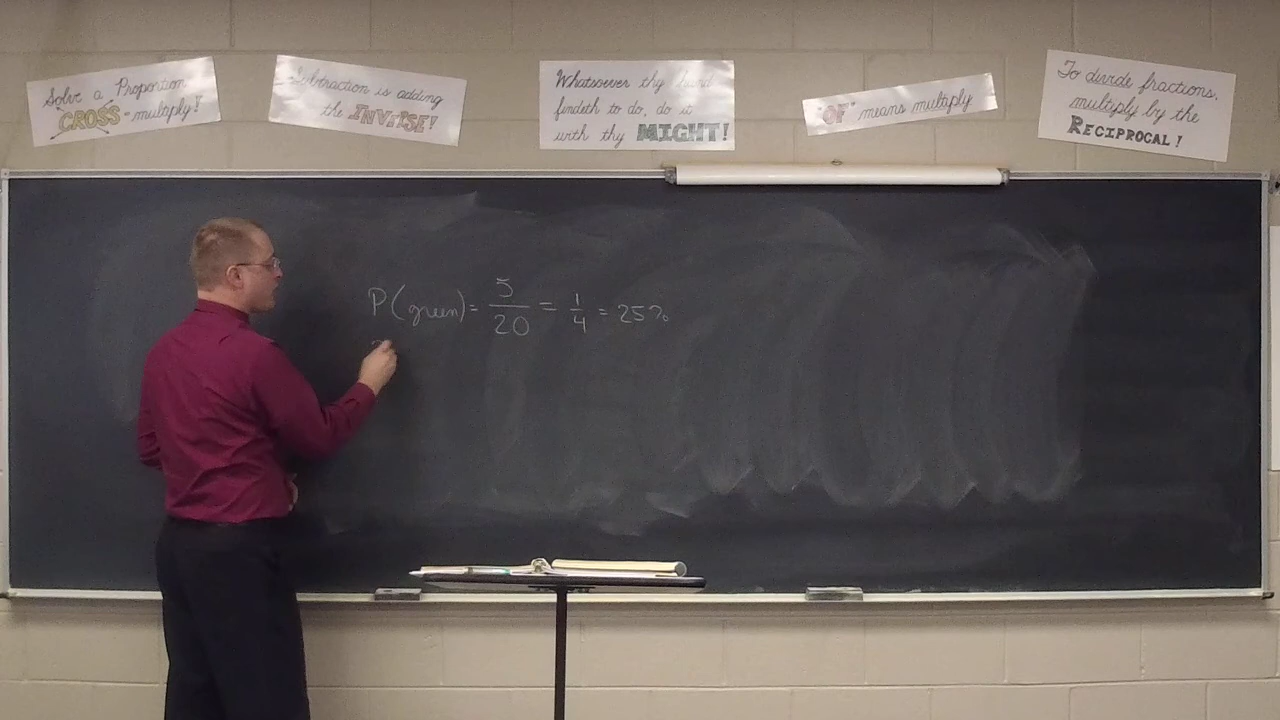 Solve a Proportion
CROSS-multiply!
Subtraction is adding
the INVERSE!
Whatsoever thy hand
findeth to do, do it
with thy MIGHT!
"OF" means multiply
To divide fractions,
multiply by the
RECIPROCAL!
P(green) = 5/20 = 1/4 = 25%